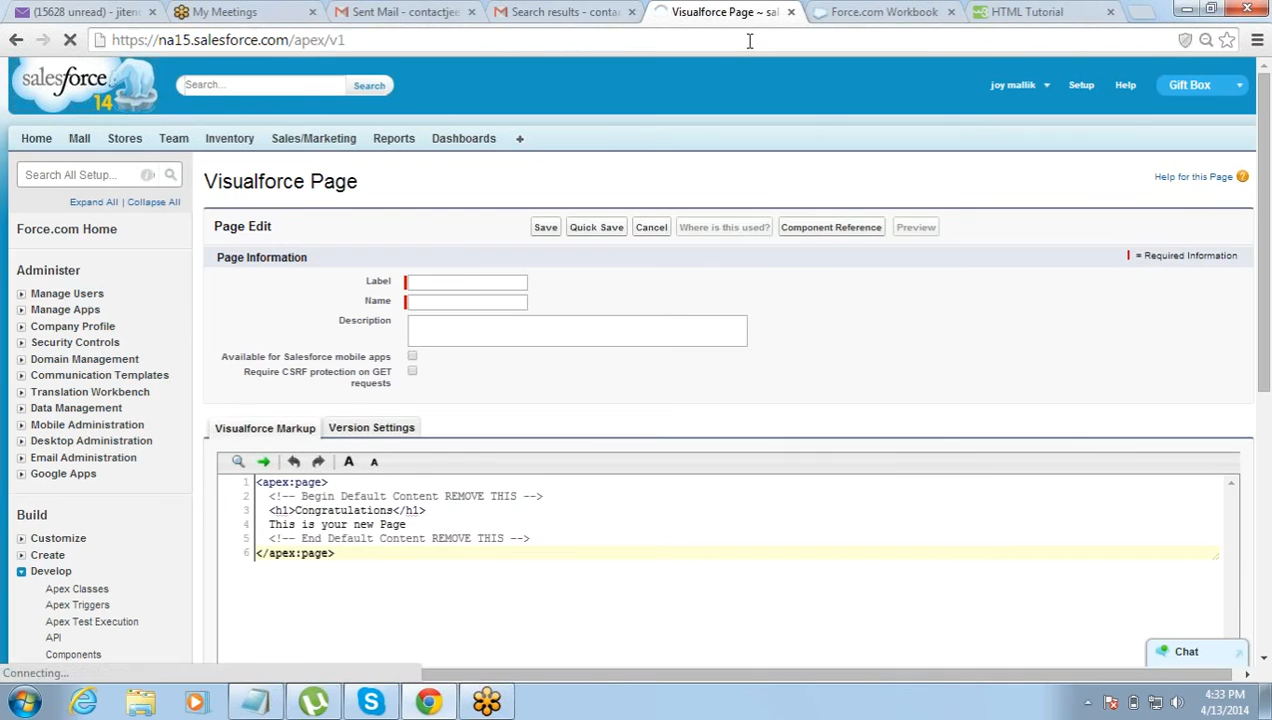 (15628 unread) - jitent
My Meetings
Sent Mail - contactjee
Search results - conta
Visualforce Page ~ sal
Force.com Workbook
HTML Tutorial
https://na15.salesforce.com/apex/v1
salesforce
14
Search...
Search
joy mallik
Setup
Help
Gift Box
Home
Mall
Stores
Team
Inventory
Sales/Marketing
Reports
Dashboards
+
Search All Setup...
Expand All | Collapse All
Force.com Home
Administer
Manage Users
Manage Apps
Company Profile
Security Controls
Domain Management
Communication Templates
Translation Workbench
Data Management
Mobile Administration
Desktop Administration
Email Administration
Google Apps
Build
Customize
Create
Develop
Apex Classes
Apex Triggers
Apex Test Execution
API
Components
Visualforce Page
Help for this Page
Page Edit
Save
Quick Save
Cancel
Where is this used?
Component Reference
Preview
Page Information
= Required Information
Label
Name
Description
Available for Salesforce mobile apps
Require CSRF protection on GET
requests
Visualforce Markup
Version Settings
A
A
1 <apex:page>
2 <!-- Begin Default Content REMOVE THIS -->
3 <h1>Congratulations</h1>
4 This is your new Page
5 <!-- End Default Content REMOVE THIS -->
6 </apex:page>
Chat
Connecting...
4:33 PM
4/13/2014